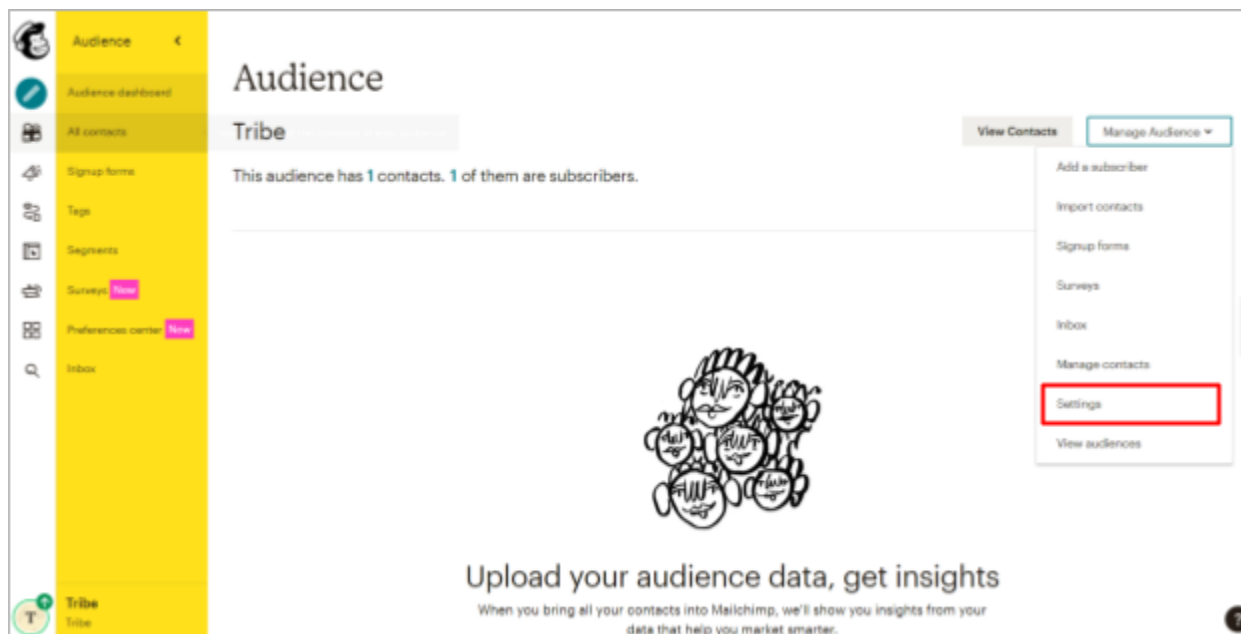 Audience
Audience dashboard
All contacts
Signup forms
Tags
Segments
Surveys New
Preferences center New
Inbox
T
Tribe
Tribe
Audience
Tribe
View Contacts
Manage Audience
This audience has 1 contacts. 1 of them are subscribers.
Add a subscriber
Import contacts
Signup forms
Surveys
Inbox
Manage contacts
Settings
View audiences
Upload your audience data, get insights
When you bring all your contacts into Mailchimp, we'll show you insights from your
data that help you market smarter.
?